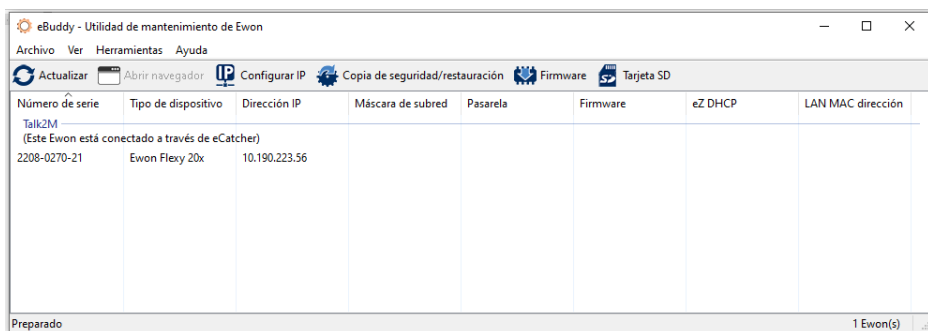 eBuddy - Utilidad de mantenimiento de Ewon
Archivo Ver Herramientas Ayuda
Actualizar Abrir navegador IP Configurar IP Copia de seguridad/restauración Firmware SD Tarjeta SD
Número de serie Tipo de dispositivo Dirección IP Máscara de subred Pasarela Firmware eZ DHCP LAN MAC dirección
Talk2M
(Este Ewon está conectado a través de eCatcher)
2208-0270-21 Ewon Flexy 20x 10.190.223.56
Preparado 1 Ewon(s)